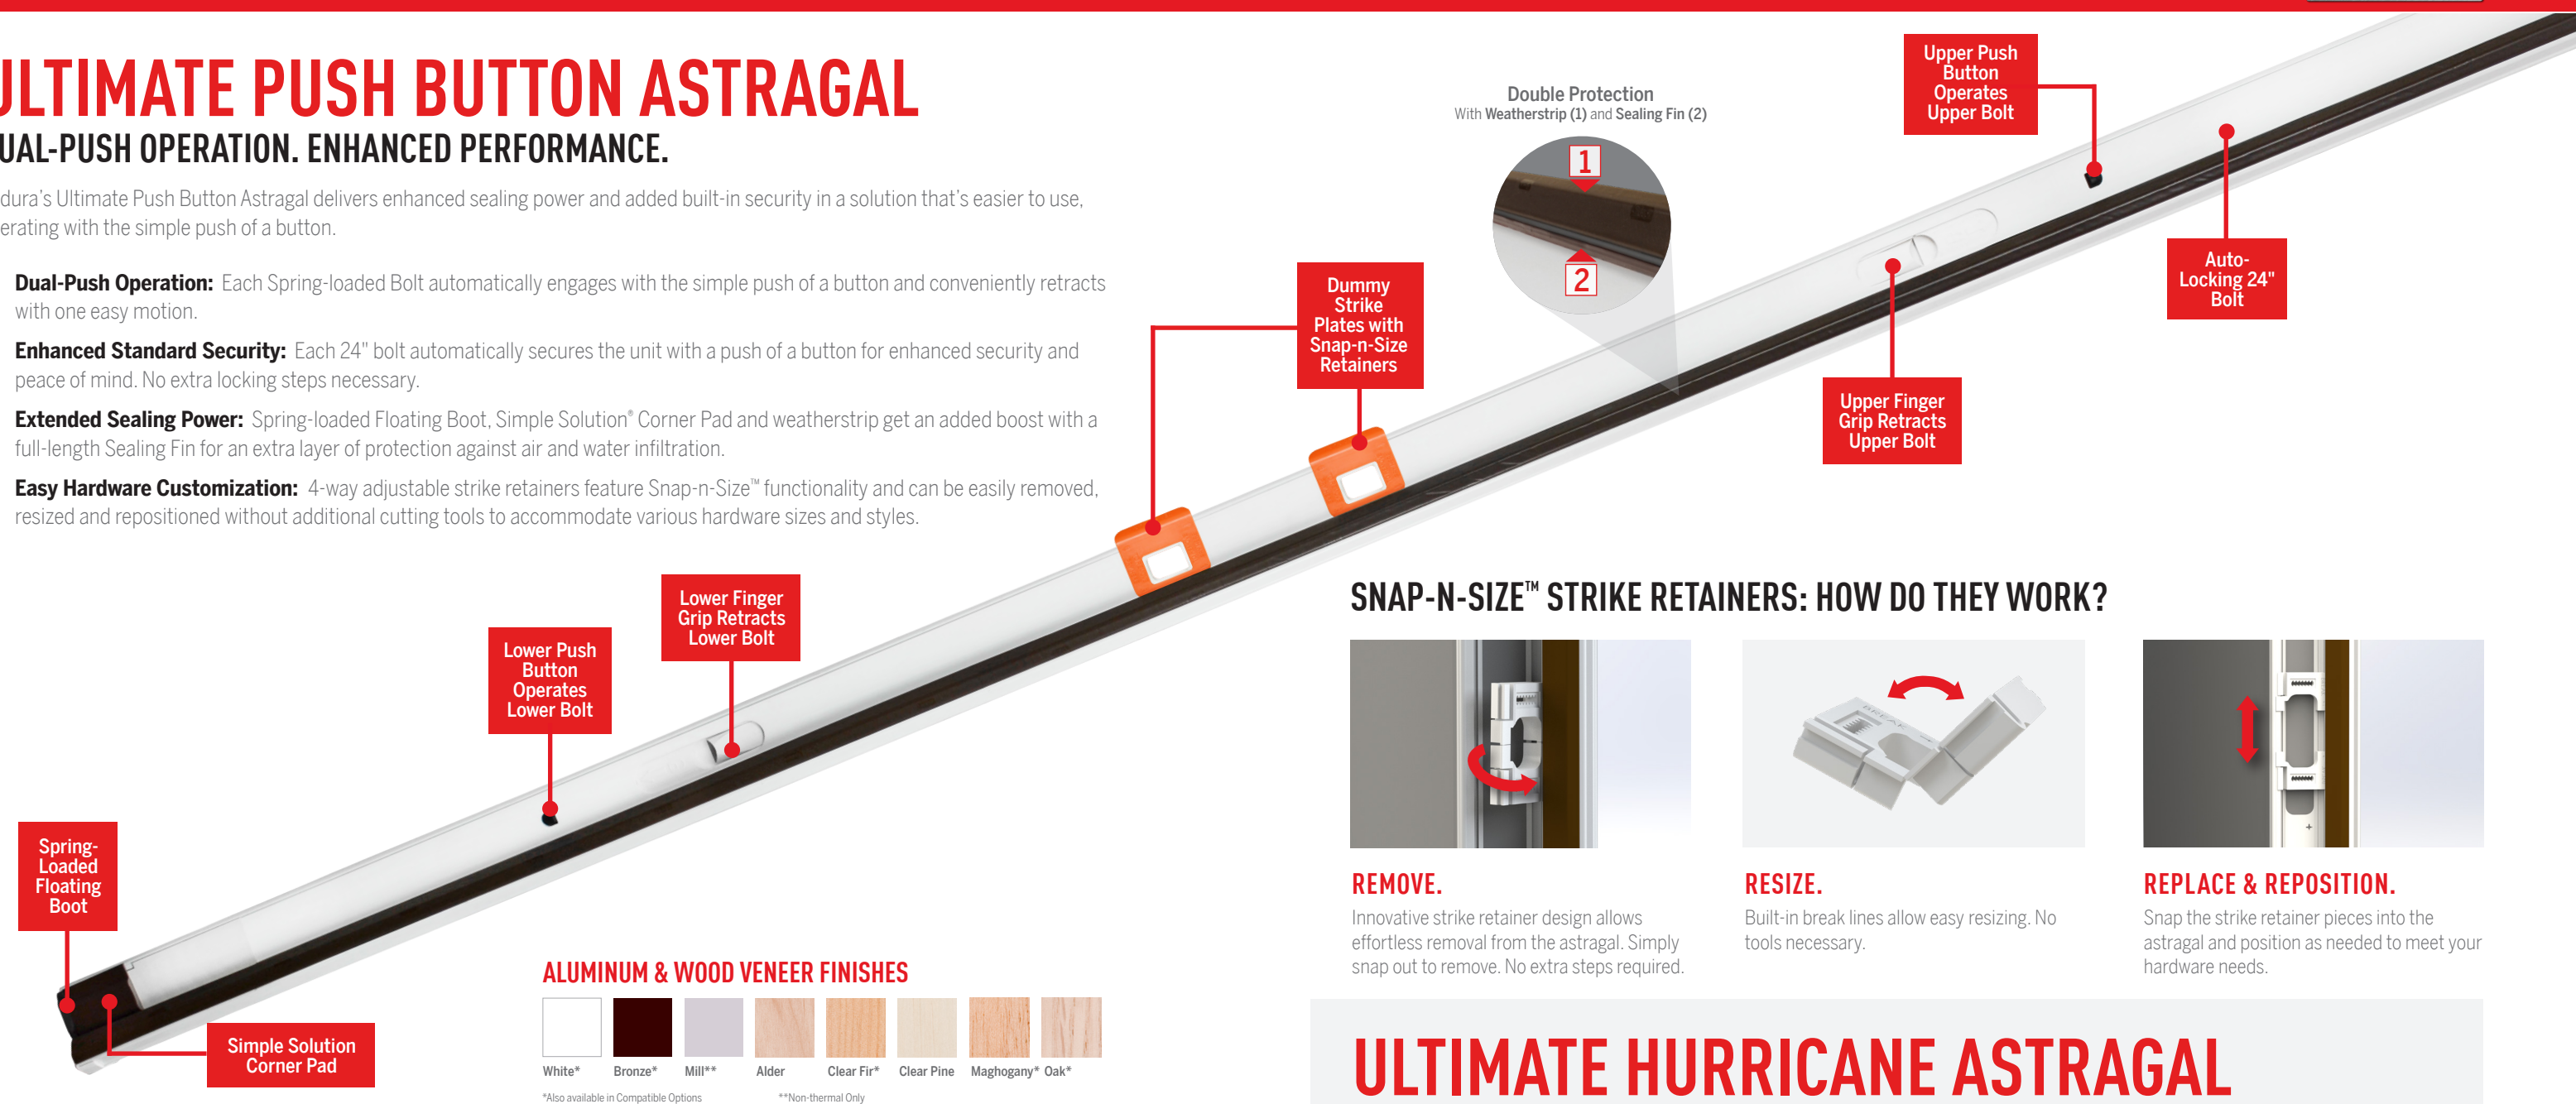 ULTIMATE PUSH BUTTON ASTRAGAL
UAL-PUSH OPERATION. ENHANCED PERFORMANCE.
dura's Ultimate Push Button Astragal delivers enhanced sealing power and added built-in security in a solution that's easier to use,
erating with the simple push of a button.
Dual-Push Operation: Each Spring-loaded Bolt automatically engages with the simple push of a button and conveniently retracts
with one easy motion.
Enhanced Standard Security: Each 24" bolt automatically secures the unit with a push of a button for enhanced security and
peace of mind. No extra locking steps necessary.
Extended Sealing Power: Spring-loaded Floating Boot, Simple Solution® Corner Pad and weatherstrip get an added boost with a
full-length Sealing Fin for an extra layer of protection against air and water infiltration.
Easy Hardware Customization: 4-way adjustable strike retainers feature Snap-n-Size™ functionality and can be easily removed,
resized and repositioned without additional cutting tools to accommodate various hardware sizes and styles.
Double Protection
With Weatherstrip (1) and Sealing Fin (2)
1
2
Upper Push
Button
Operates
Upper Bolt
Auto-
Locking 24"
Bolt
Upper Finger
Grip Retracts
Upper Bolt
Dummy
Strike
Plates with
Snap-n-Size
Retainers
Lower Finger
Grip Retracts
Lower Bolt
Lower Push
Button
Operates
Lower Bolt
Spring-
Loaded
Floating
Boot
Simple Solution
Corner Pad
ALUMINUM & WOOD VENEER FINISHES
White*
Bronze*
Mill**
Alder
Clear Fir*
Clear Pine
Maghogany*
Oak*
*Also available in Compatible Options
**Non-thermal Only
SNAP-N-SIZE™ STRIKE RETAINERS: HOW DO THEY WORK?
BREAK
REMOVE.
Innovative strike retainer design allows
effortless removal from the astragal. Simply
snap out to remove. No extra steps required.
RESIZE.
Built-in break lines allow easy resizing. No
tools necessary.
REPLACE & REPOSITION.
Snap the strike retainer pieces into the
astragal and position as needed to meet your
hardware needs.
ULTIMATE HURRICANE ASTRAGAL